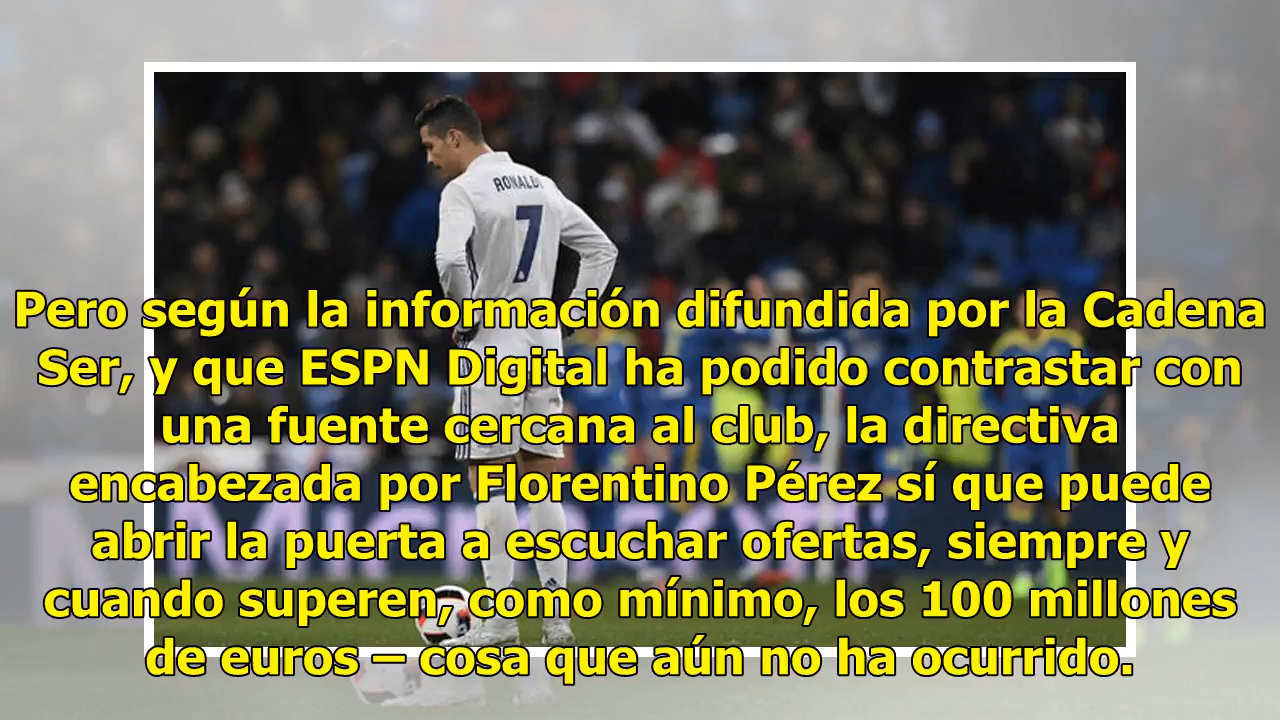 RONALDO
7
Pero según la información difundida por la Cadena
Ser, y que ESPN Digital ha podido contrastar con
una fuente cercana al club, la directiva
encabezada por Florentino Pérez sí que puede
abrir la puerta a escuchar ofertas, siempre y
cuando superen, como mínimo, los 100 millones
de euros – cosa que aún no ha ocurrido.